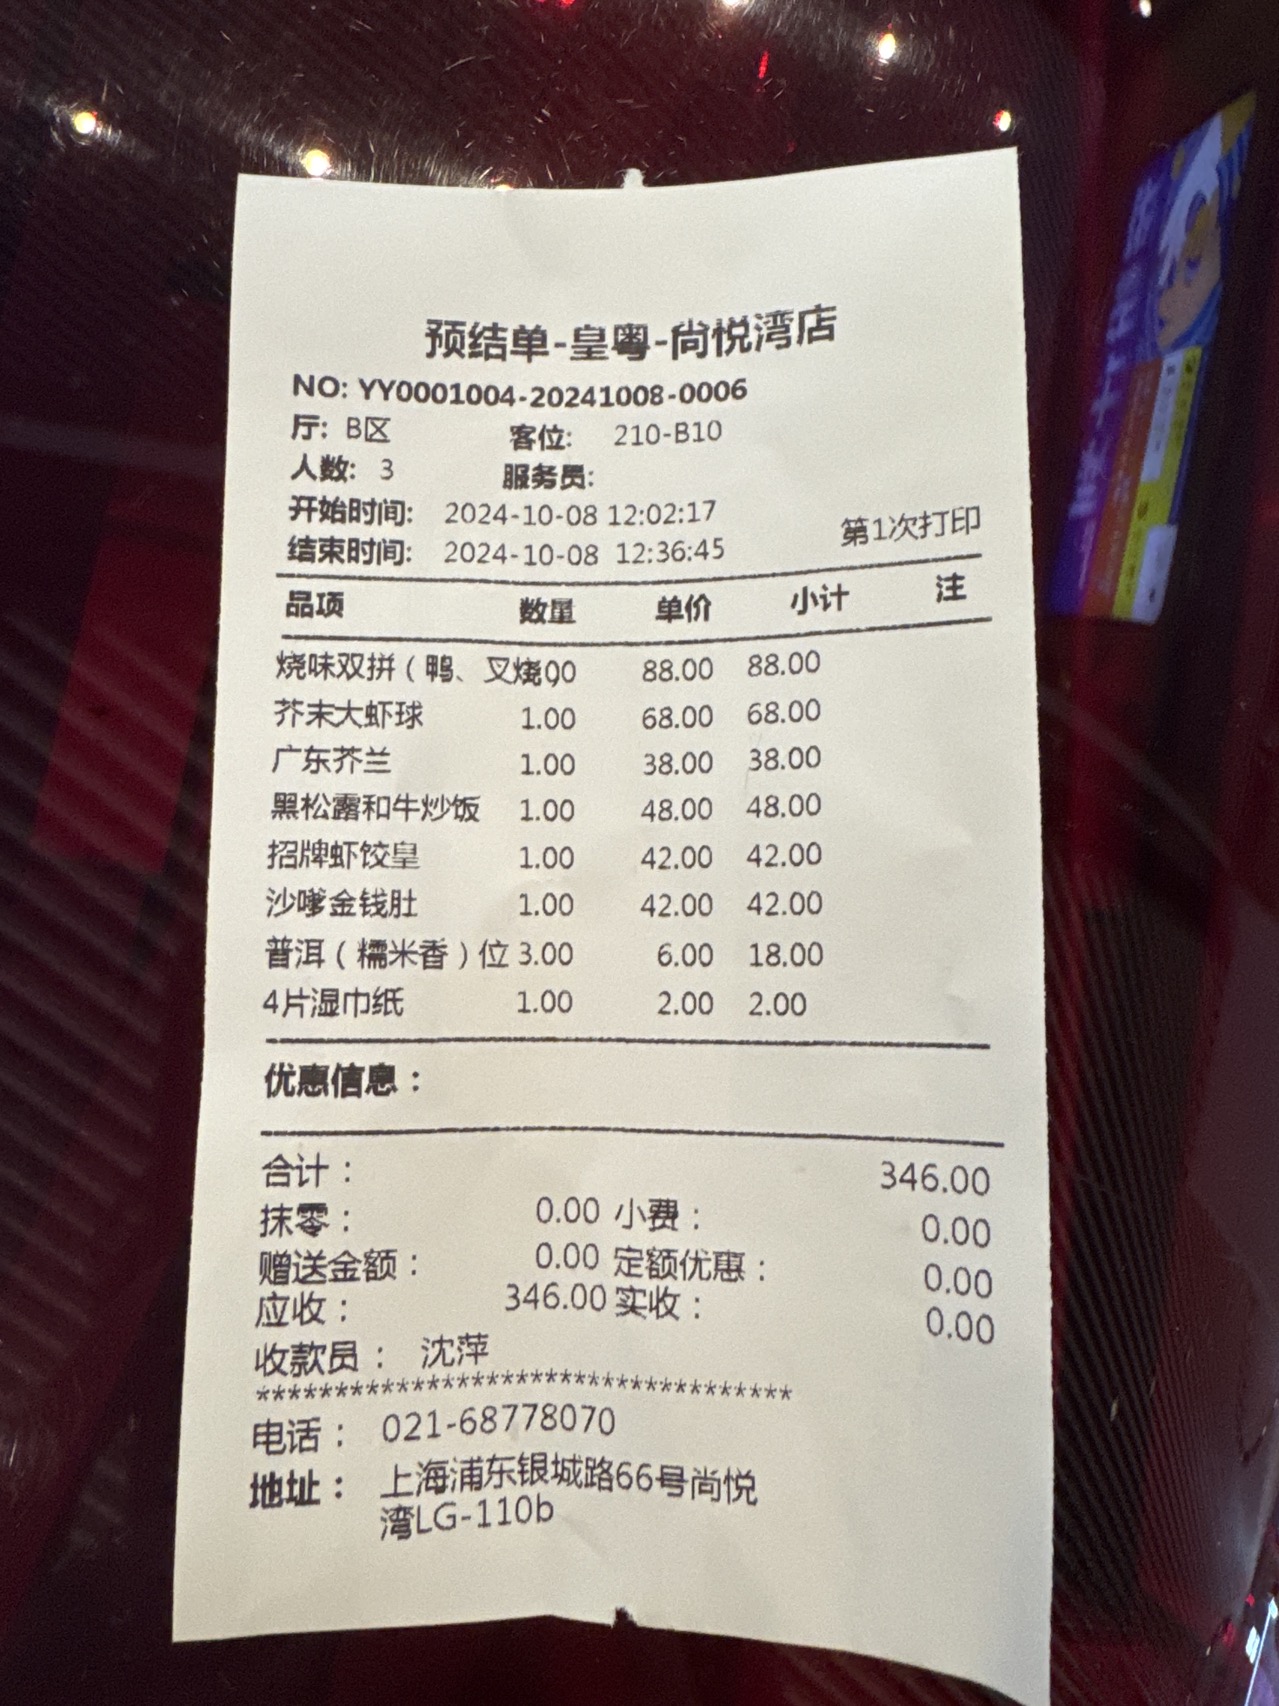 预结单-皇粤-尚悦湾店
NO: YY0001004-20241008-0006
厅: B区 客位: 210-B10
人数: 3 服务员:
开始时间: 2024-10-08 12:02:17
结束时间: 2024-10-08 12:36:45 第1次打印
品项 数量 单价 小计 注
烧味双拼（鸭、叉烧00 88.00 88.00
芥末大虾球 1.00 68.00 68.00
广东芥兰 1.00 38.00 38.00
黑松露和牛炒饭 1.00 48.00 48.00
招牌虾饺皇 1.00 42.00 42.00
沙嗲金钱肚 1.00 42.00 42.00
普洱（糯米香）位 3.00 6.00 18.00
4片湿巾纸 1.00 2.00 2.00
优惠信息：
合计： 346.00
抹零： 0.00 小费： 0.00
赠送金额： 0.00 定额优惠： 0.00
应收： 346.00 实收： 0.00
收款员： 沈萍
***********************************
电话： 021-68778070
地址： 上海浦东银城路66号尚悦
湾LG-110b